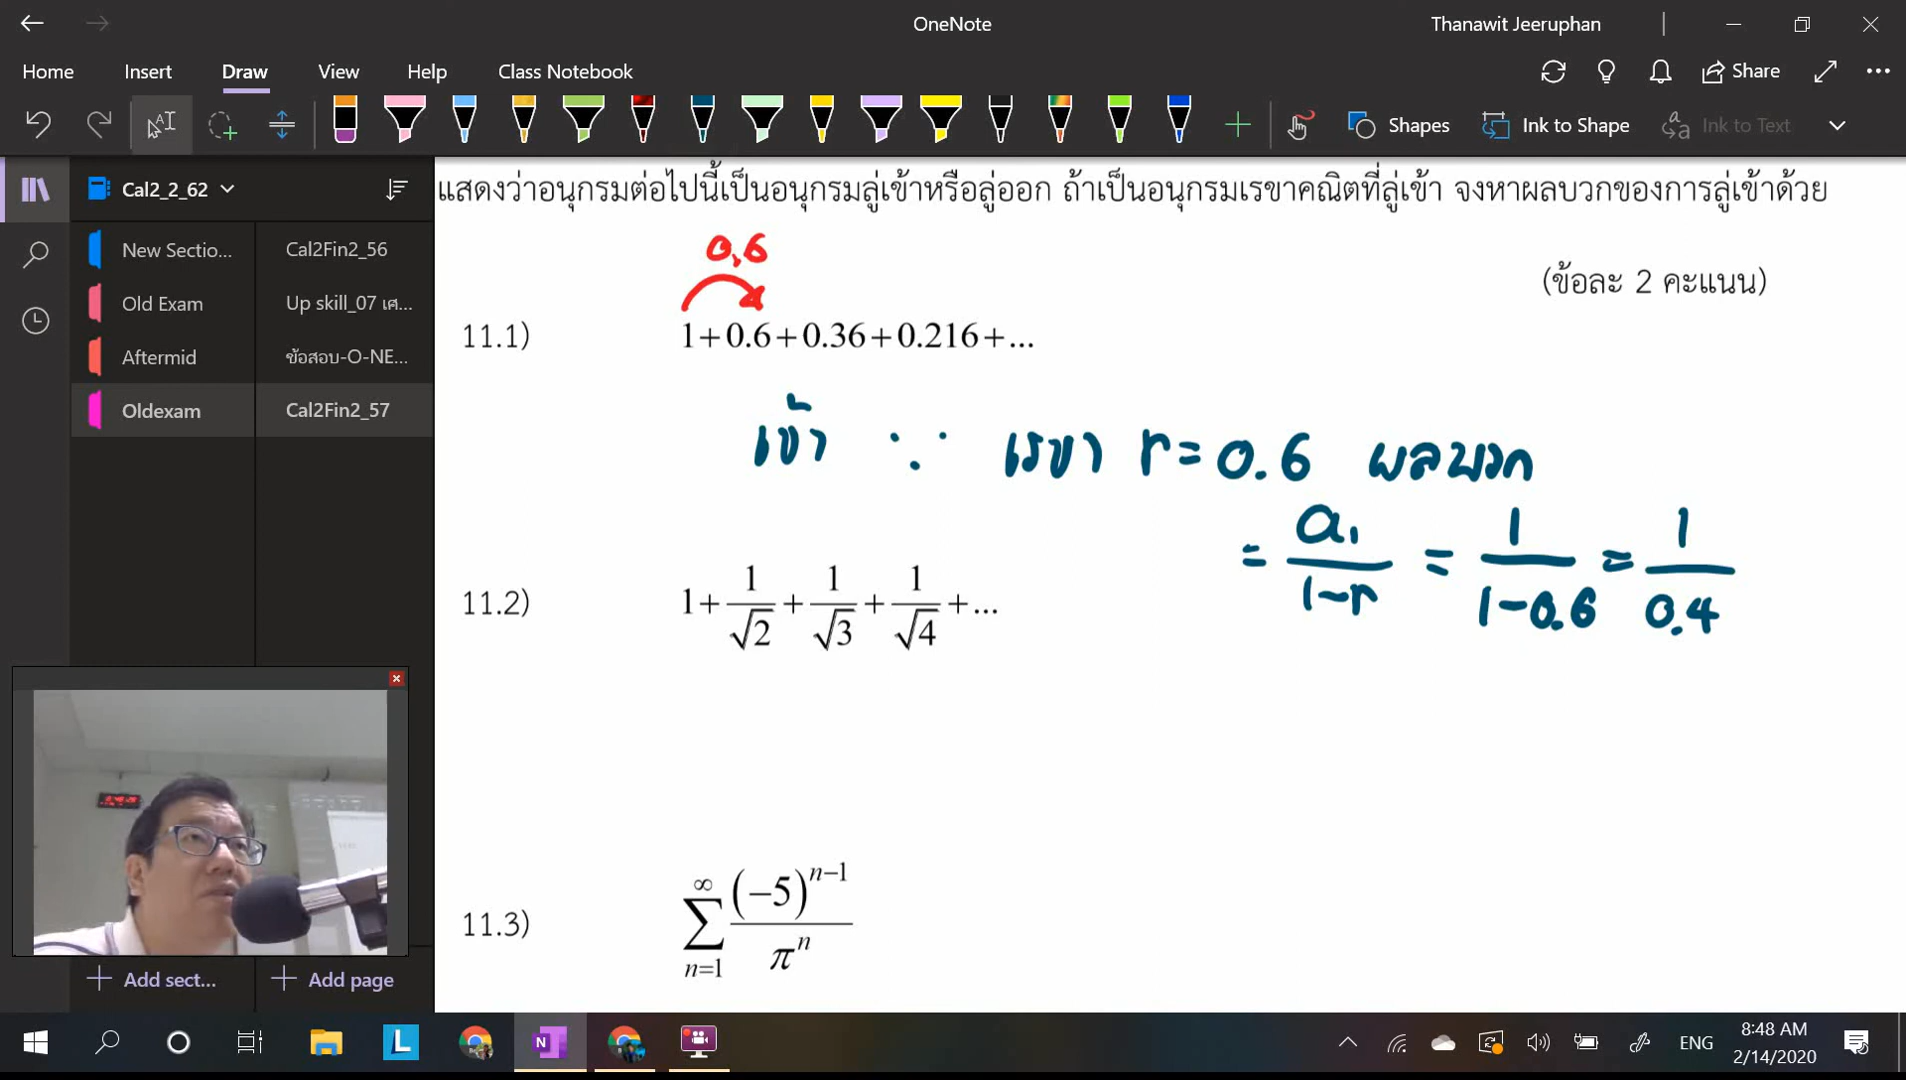 OneNote
Thanawit Jeeruphan
Home Insert Draw View Help Class Notebook
Share
Shapes Ink to Shape Ink to Text
Cal2_2_62
New Sectio... Cal2Fin2_56
Old Exam Up skill_07 เศ...
Aftermid ข้อสอบ-O-NE...
Oldexam Cal2Fin2_57
Add sect... Add page
แสดงว่าอนุกรมต่อไปนี้เป็นอนุกรมลู่เข้าหรือลู่ออก ถ้าเป็นอนุกรมเรขาคณิตที่ลู่เข้า จงหาผลบวกของการลู่เข้าด้วย
(ข้อละ 2 คะแนน)
0.6
11.1) 1+0.6+0.36+0.216+...
เข้า ∵ เรขา r = 0.6 ผลบวก
= a₁/(1-r) = 1/(1-0.6) = 1/0.4
11.2) 1+1/√2+1/√3+1/√4+...
11.3) ∑_{n=1}^{∞} (-5)^{n-1}/π^n
ENG 8:48 AM
2/14/2020